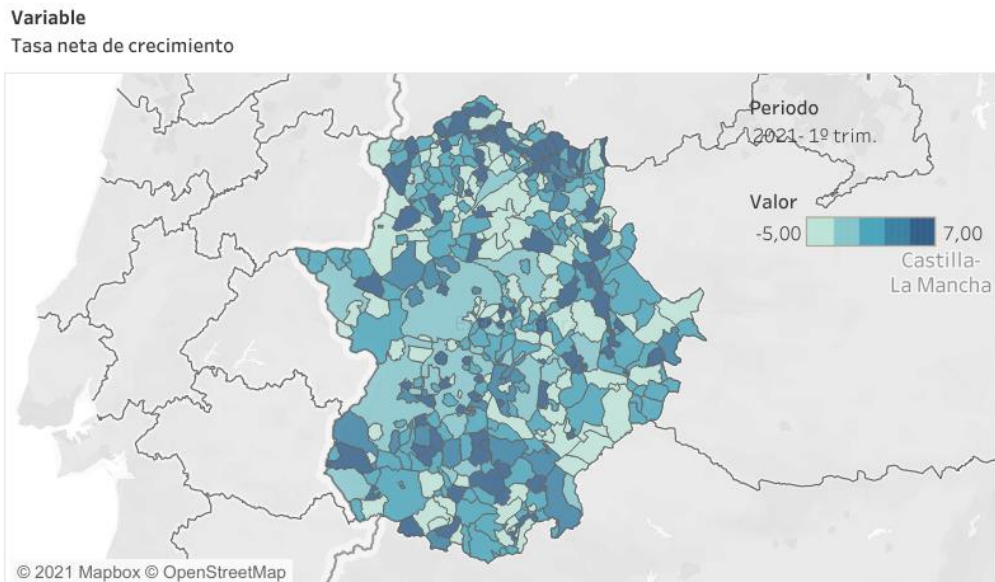 Variable
Tasa neta de crecimiento
Periodo
2021- 1º trim.
Valor
-5,00
7,00
Castilla-
La Mancha
© 2021 Mapbox © OpenStreetMap